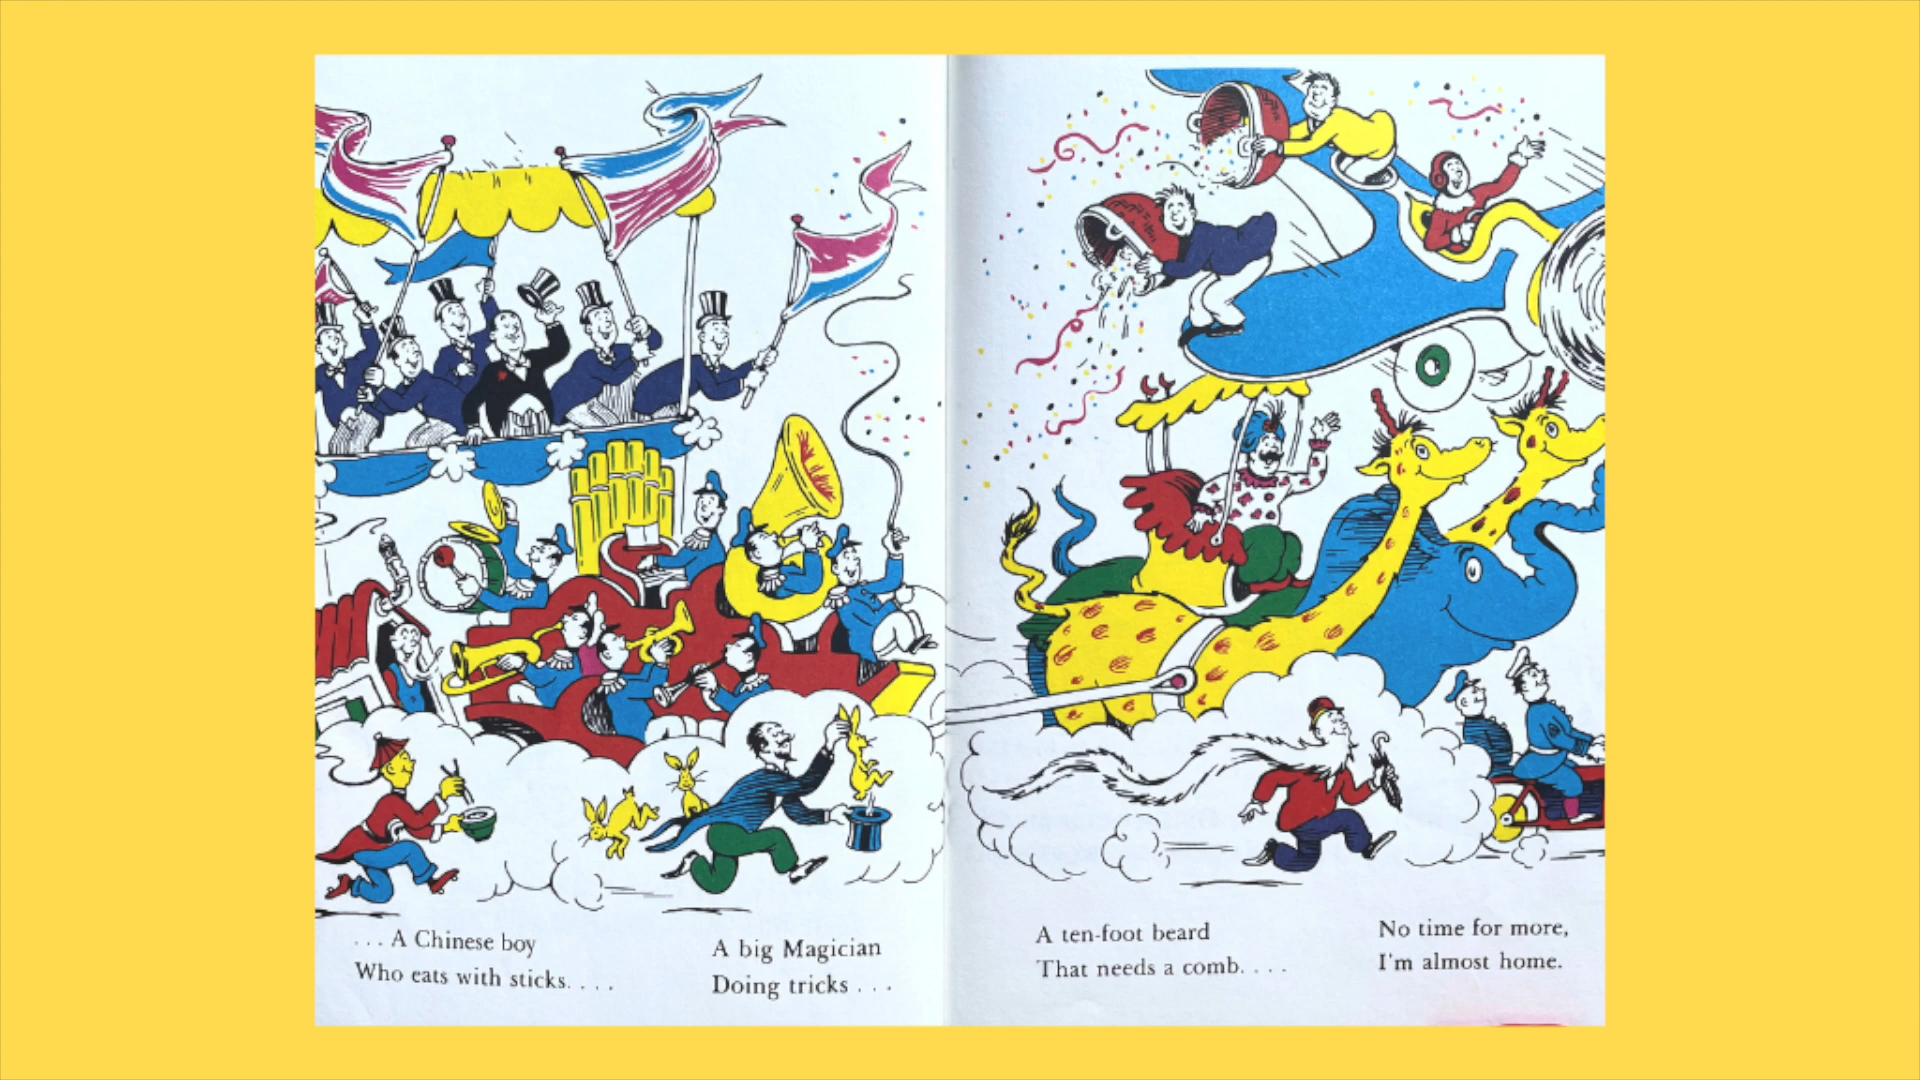 ... A Chinese boy
Who eats with sticks....
A big Magician
Doing tricks ...
A ten-foot beard
That needs a comb....
No time for more,
I'm almost home.